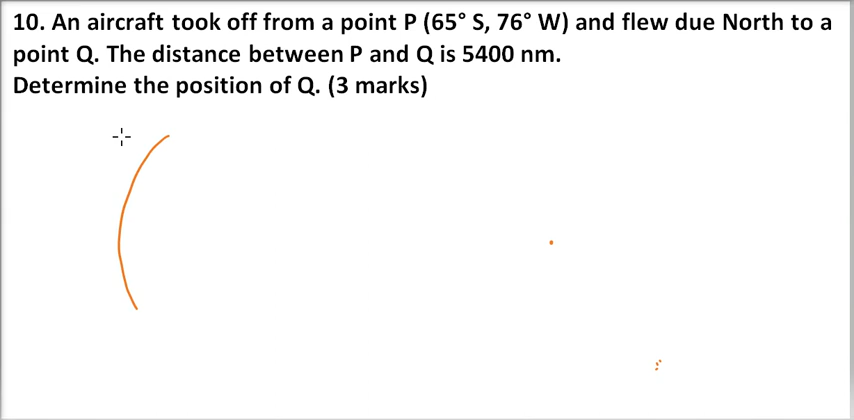 10. An aircraft took off from a point P (65° S, 76° W) and flew due North to a
point Q. The distance between P and Q is 5400 nm.
Determine the position of Q. (3 marks)